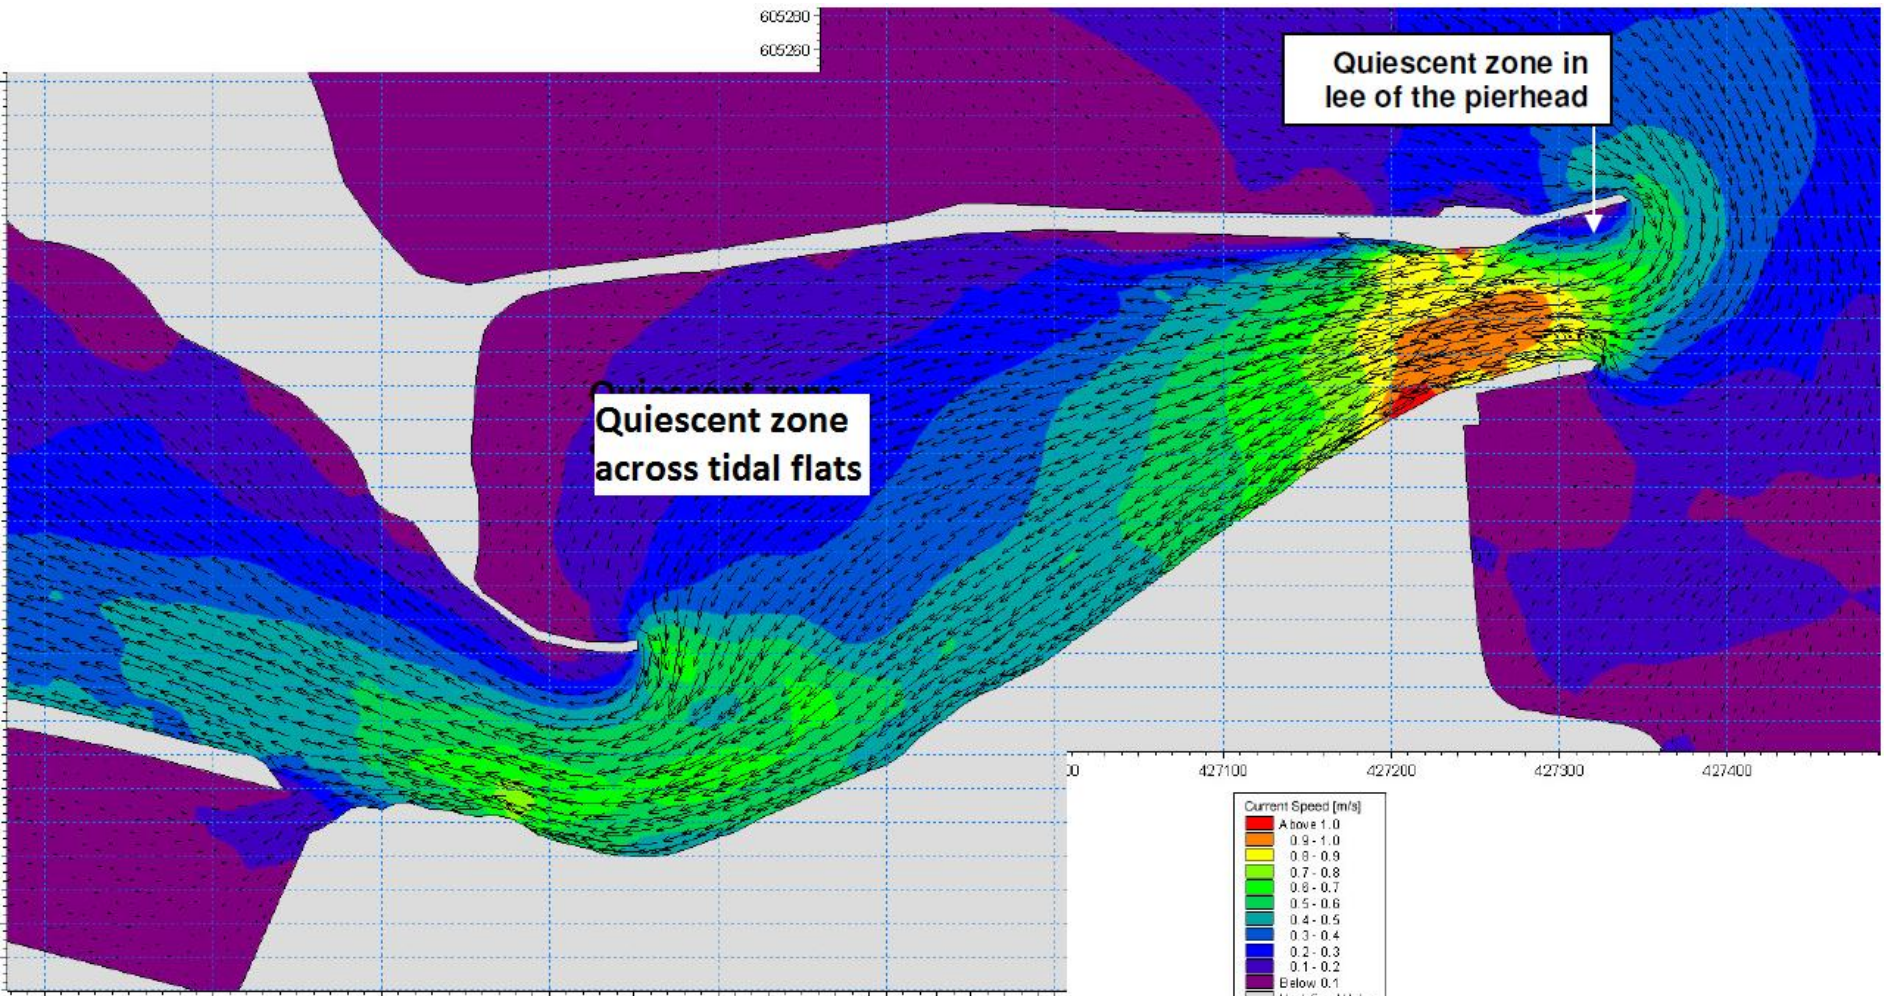 605280
605260
Quiescent zone in
lee of the pierhead
Quiescent zone
Quiescent zone
across tidal flats
00 427100 427200 427300 427400
Current Speed [m/s]
Above 1.0
0.9 - 1.0
0.8 - 0.9
0.7 - 0.8
0.6 - 0.7
0.5 - 0.6
0.4 - 0.5
0.3 - 0.4
0.2 - 0.3
0.1 - 0.2
Below 0.1